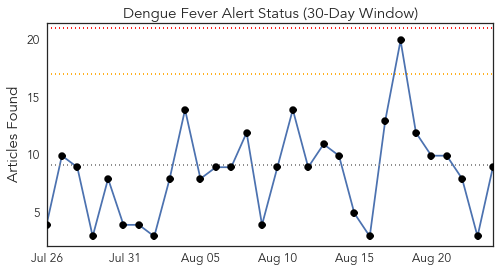 Dengue Fever Alert Status (30-Day Window)
Articles Found
20
15
10
5
Jul 26 Jul 31 Aug 05 Aug 10 Aug 15 Aug 20